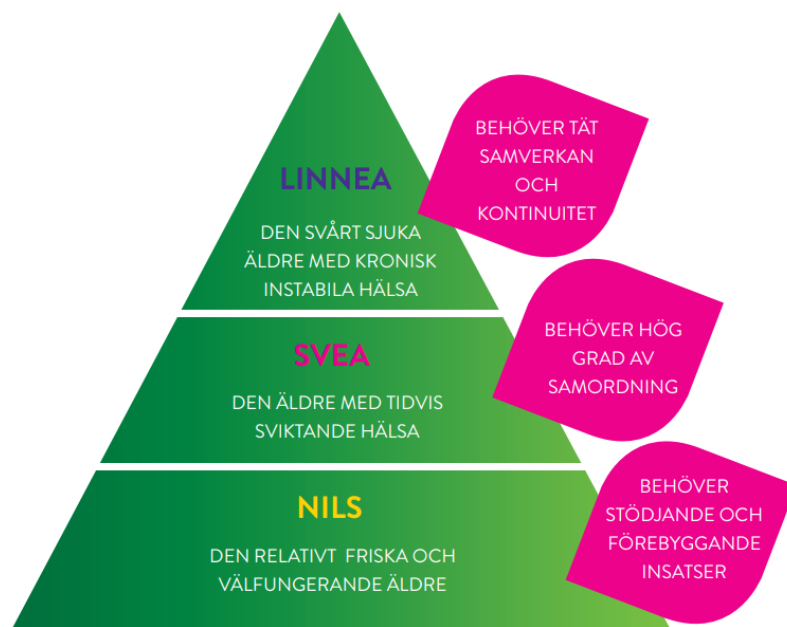 LINNEA
DEN SVÅRT SJUKA
ÄLDRE MED KRONISK
INSTABILA HÄLSA
BEHÖVER TÄT
SAMVERKAN
OCH
KONTINUITET
SVEA
DEN ÄLDRE MED TIDVIS
SVIKTANDE HÄLSA
BEHÖVER HÖG
GRAD AV
SAMORDNING
NILS
DEN RELATIVT FRISKA OCH
VÄLFUNGERANDE ÄLDRE
BEHÖVER
STÖDJANDE OCH
FÖREBYGGANDE
INSATSER